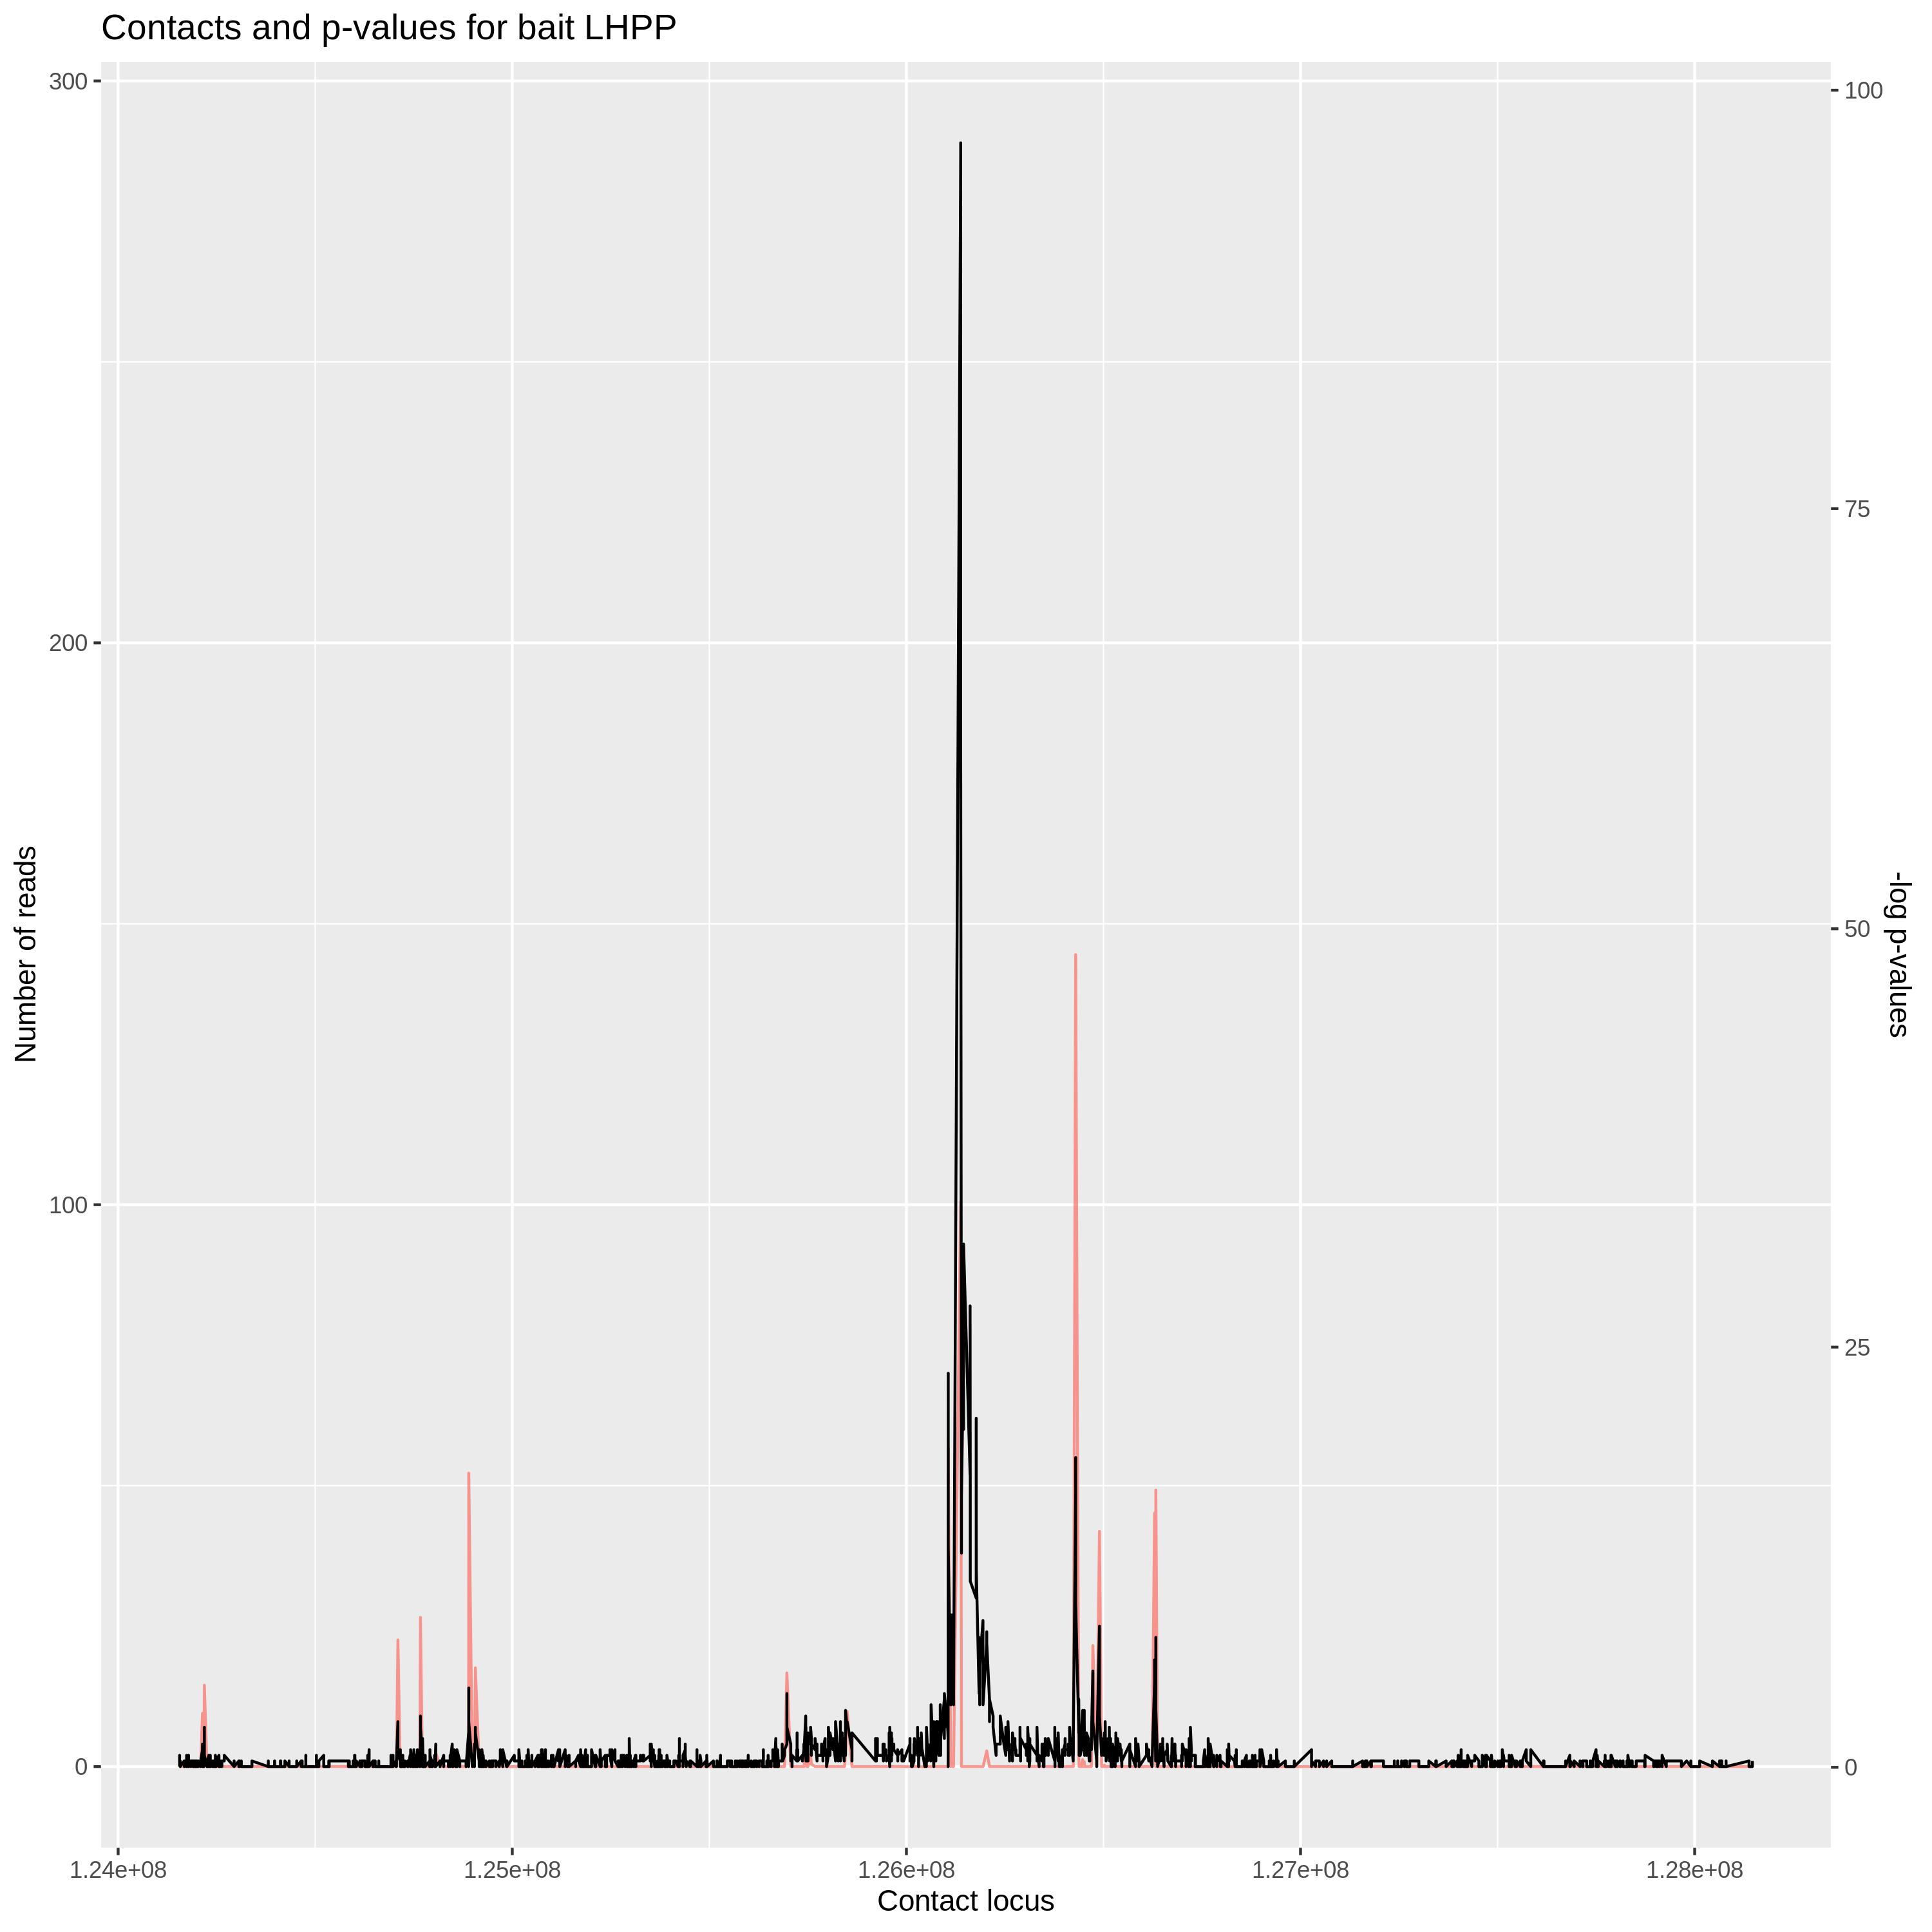 Contacts and p-values for bait LHPP
300
200
100
0
100
75
50
25
0
Number of reads
-log p-values
1.24e+08
1.25e+08
1.26e+08
1.27e+08
1.28e+08
Contact locus